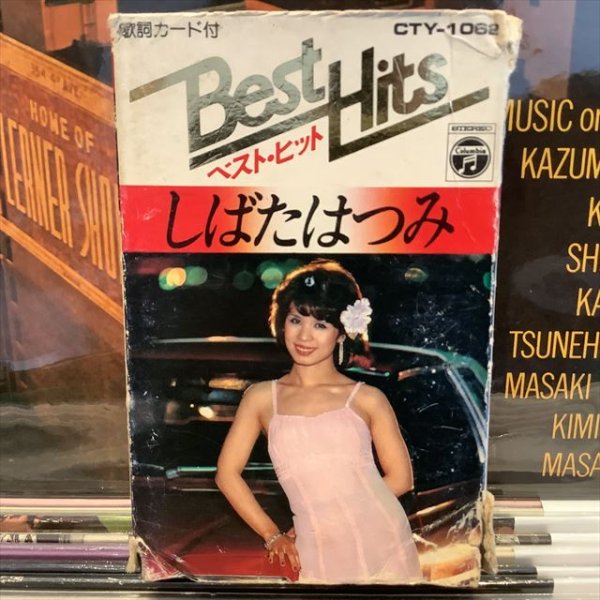 歌詞カード付
CTY-1062
Best Hits
ベスト・ヒット
STEREO
Columbia
しばたはつみ
HOME OF
LERNER SHO
MUSIC
KAZUM
K
SH
KA
TSUNEH
MASAKI
KIMI
MASA